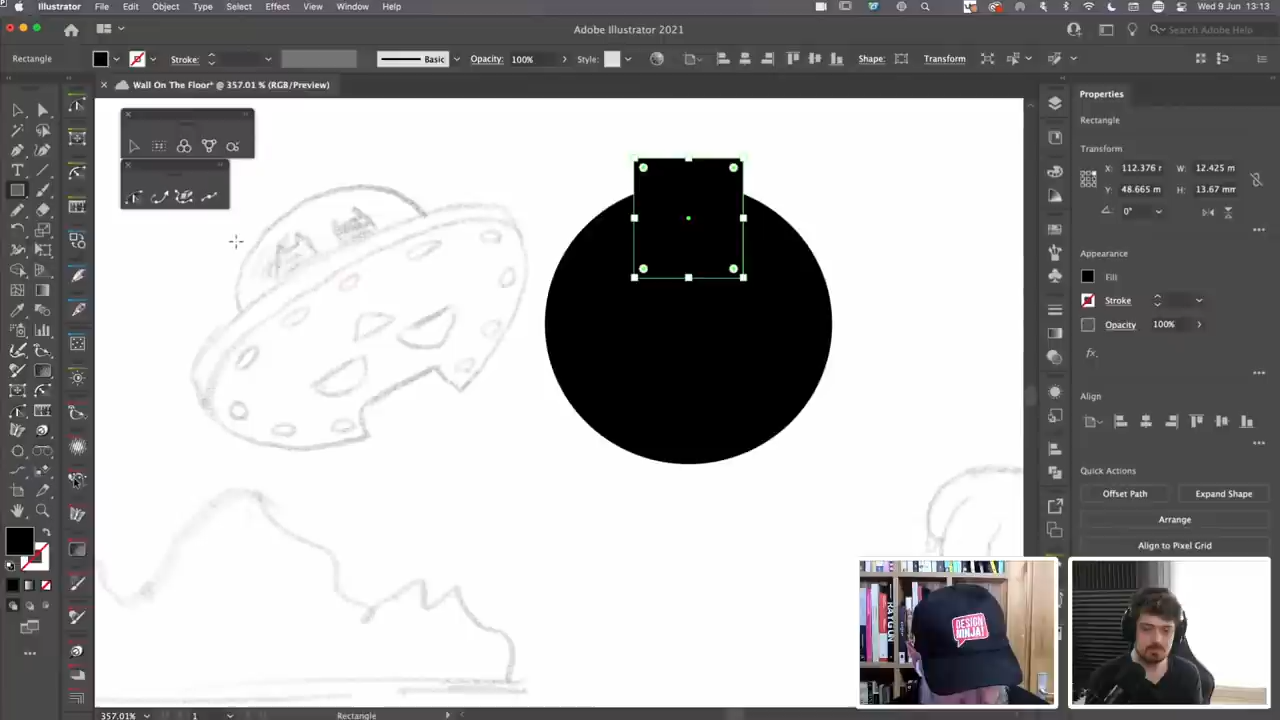 Illustrator File Edit Object Type Select Effect View Window Help
Wed 9 Jun 13:13
Adobe Illustrator 2021
Search Adobe Help
Rectangle
Stroke:
Basic
Opacity: 100%
Style:
Shape:
Transform
Wall On The Floor* @ 357.01 % (RGB/Preview)
Properties
Rectangle
Transform
X: 112.376 r W: 12.425 m
Y: 48.665 m H: 13.67 mm
0°
Appearance
Fill
Stroke
Opacity 100%
fx.
Align
Quick Actions
Offset Path Expand Shape
Arrange
Align to Pixel Grid
DESIGN
NINJA!
357.01% 1 Rectangle